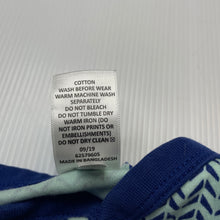 COTTON
WASH BEFORE WEAR
WARM MACHINE WASH
SEPARATELY
DO NOT BLEACH
DO NOT TUMBLE DRY
WARM IRON (DO NOT
IRON PRINTS OR
EMBELLISHMENTS)
DO NOT DRY CLEAN
09/19
62579605
MADE IN BANGLADESH